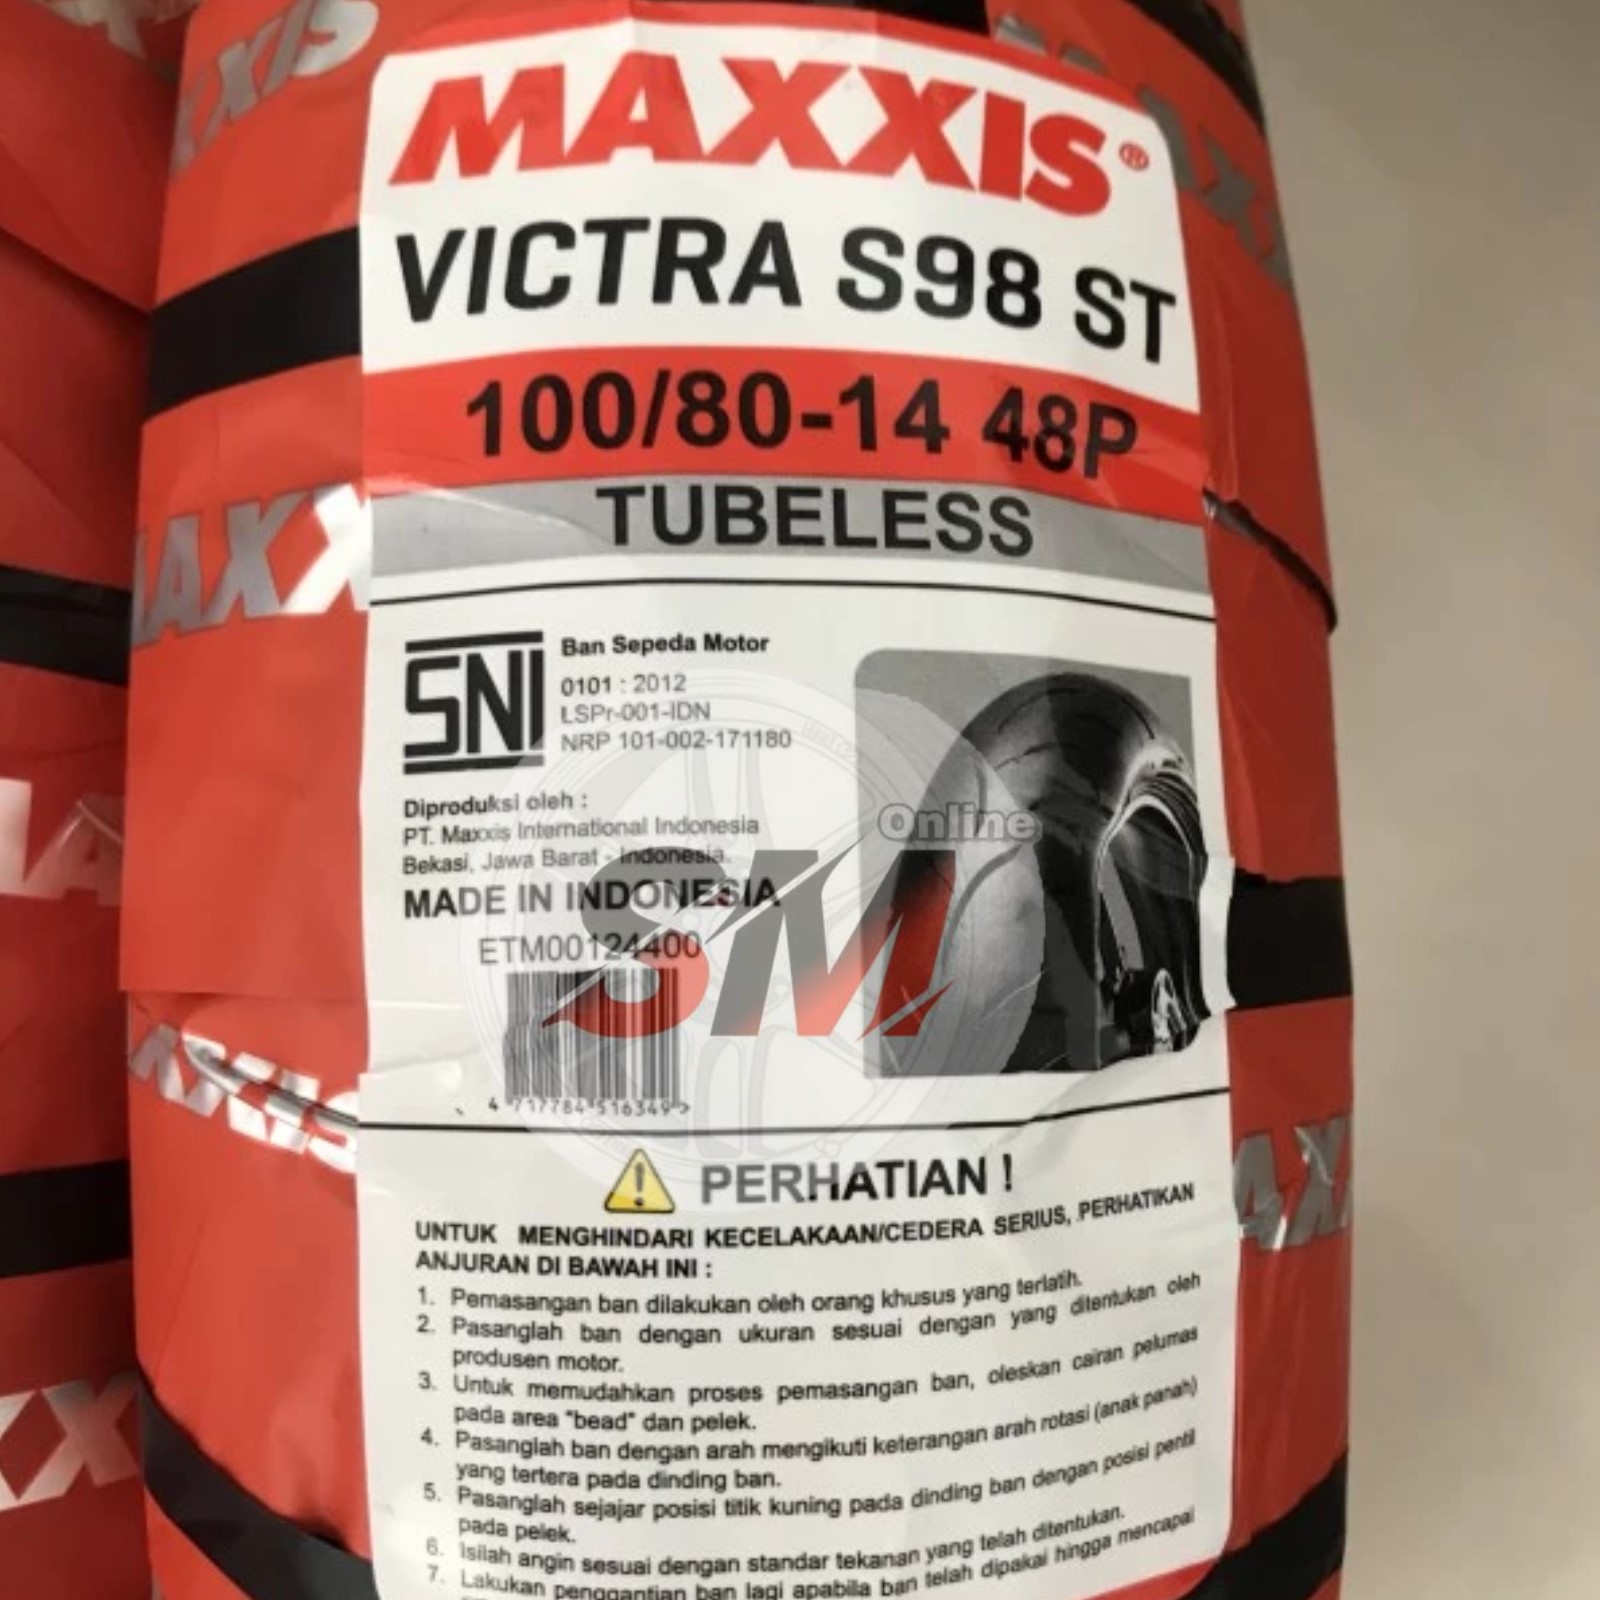 MAXXIS®
VICTRA S98 ST
100/80-14 48P
TUBELESS
SNI
Ban Sepeda Motor
0101 : 2012
LSPr-001-IDN
NRP 101-002-171180
Diproduksi oleh :
PT. Maxxis International Indonesia
Bekasi, Jawa Barat - Indonesia.
MADE IN INDONESIA
ETM00124400
4 717784 516349 >
Online
SM
PERHATIAN !
UNTUK MENGHINDARI KECELAKAAN/CEDERA SERIUS, PERHATIKAN
ANJURAN DI BAWAH INI :
1. Pemasangan ban dilakukan oleh orang khusus yang terlatih.
2. Pasanglah ban dengan ukuran sesuai dengan yang ditentukan oleh
produsen motor.
3. Untuk memudahkan proses pemasangan ban, oleskan cairan pelumas
pada area "bead" dan pelek.
4. Pasanglah ban dengan arah mengikuti keterangan arah rotasi (anak panah)
yang tertera pada dinding ban.
5. Pasanglah sejajar posisi titik kuning pada dinding ban dengan posisi pentil
pada pelek.
6. Isilah angin sesuai dengan standar tekanan yang telah ditentukan.
7. Lakukan penggantian ban lagi apabila ban telah dipakai hingga mencapai